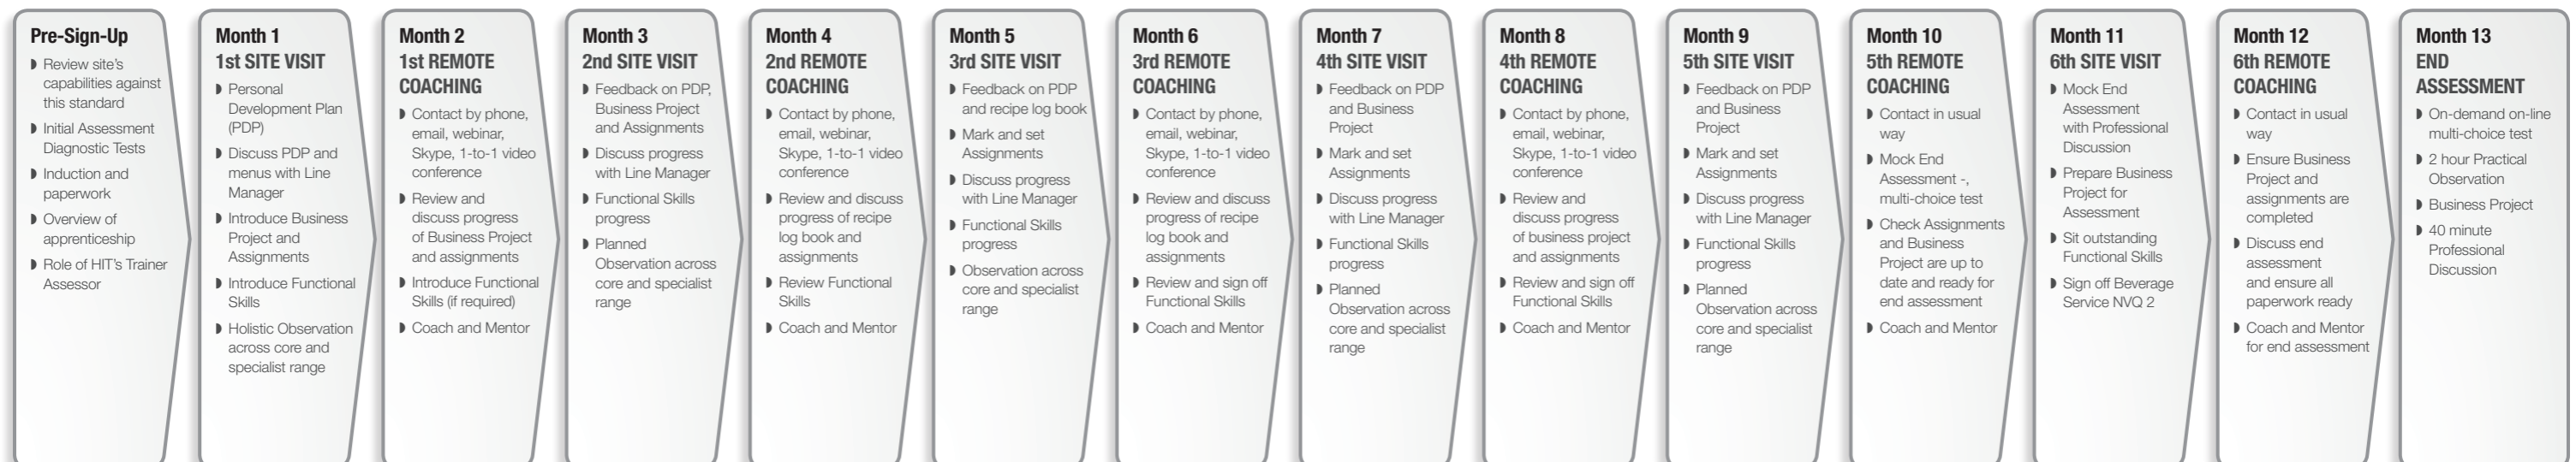 Pre-Sign-Up
Review site's
capabilities against
this standard
Initial Assessment
Diagnostic Tests
Induction and
paperwork
Overview of
apprenticeship
Role of HIT's Trainer
Assessor
Month 1
1st SITE VISIT
Personal
Development Plan
(PDP)
Discuss PDP and
menus with Line
Manager
Introduce Business
Project and
Assignments
Introduce Functional
Skills
Holistic Observation
across core and
specialist range
Month 2
1st REMOTE
COACHING
Contact by phone,
email, webinar,
Skype, 1-to-1 video
conference
Review and
discuss progress
of Business Project
and assignments
Introduce Functional
Skills (if required)
Coach and Mentor
Month 3
2nd SITE VISIT
Feedback on PDP,
Business Project
and Assignments
Discuss progress
with Line Manager
Functional Skills
progress
Planned
Observation across
core and specialist
range
Month 4
2nd REMOTE
COACHING
Contact by phone,
email, webinar,
Skype, 1-to-1 video
conference
Review and discuss
progress of recipe
log book and
assignments
Review Functional
Skills
Coach and Mentor
Month 5
3rd SITE VISIT
Feedback on PDP
and recipe log book
Mark and set
Assignments
Discuss progress
with Line Manager
Functional Skills
progress
Observation across
core and specialist
range
Month 6
3rd REMOTE
COACHING
Contact by phone,
email, webinar,
Skype, 1-to-1 video
conference
Review and discuss
progress of recipe
log book and
assignments
Review and sign off
Functional Skills
Coach and Mentor
Month 7
4th SITE VISIT
Feedback on PDP
and Business
Project
Mark and set
Assignments
Discuss progress
with Line Manager
Functional Skills
progress
Planned
Observation across
core and specialist
range
Month 8
4th REMOTE
COACHING
Contact by phone,
email, webinar,
Skype, 1-to-1 video
conference
Review and
discuss progress
of business project
and assignments
Review and sign off
Functional Skills
Coach and Mentor
Month 9
5th SITE VISIT
Feedback on PDP
and Business
Project
Mark and set
Assignments
Discuss progress
with Line Manager
Functional Skills
progress
Planned
Observation across
core and specialist
range
Month 10
5th REMOTE
COACHING
Contact in usual
way
Mock End
Assessment -,
multi-choice test
Check Assignments
and Business
Project are up to
date and ready for
end assessment
Coach and Mentor
Month 11
6th SITE VISIT
Mock End
Assessment
with Professional
Discussion
Prepare Business
Project for
Assessment
Sit outstanding
Functional Skills
Sign off Beverage
Service NVQ 2
Month 12
6th REMOTE
COACHING
Contact in usual
way
Ensure Business
Project and
assignments are
completed
Discuss end
assessment
and ensure all
paperwork ready
Coach and Mentor
for end assessment
Month 13
END
ASSESSMENT
On-demand on-line
multi-choice test
2 hour Practical
Observation
Business Project
40 minute
Professional
Discussion